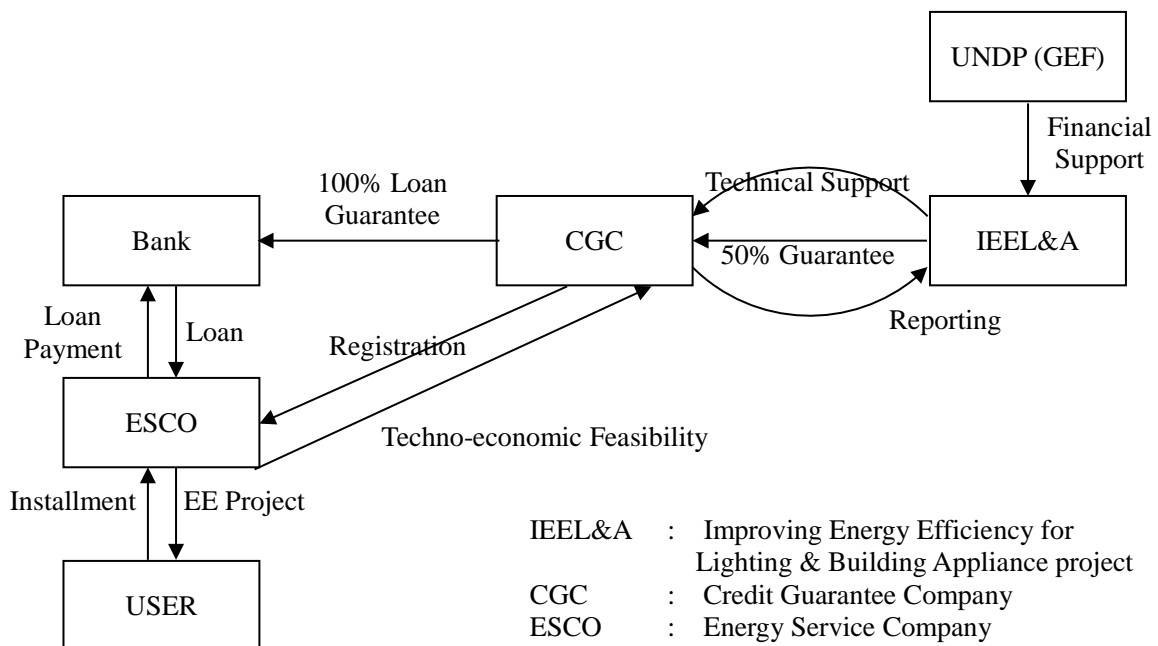 UNDP (GEF)
Financial
Support
100% Loan
Guarantee
Technical Support
Bank
CGC
50% Guarantee
IEEL&A
Reporting
Loan
Payment
Loan
Registration
ESCO
Techno-economic Feasibility
Installment
EE Project
USER
IEEL&A : Improving Energy Efficiency for
Lighting & Building Appliance project
CGC : Credit Guarantee Company
ESCO : Energy Service Company